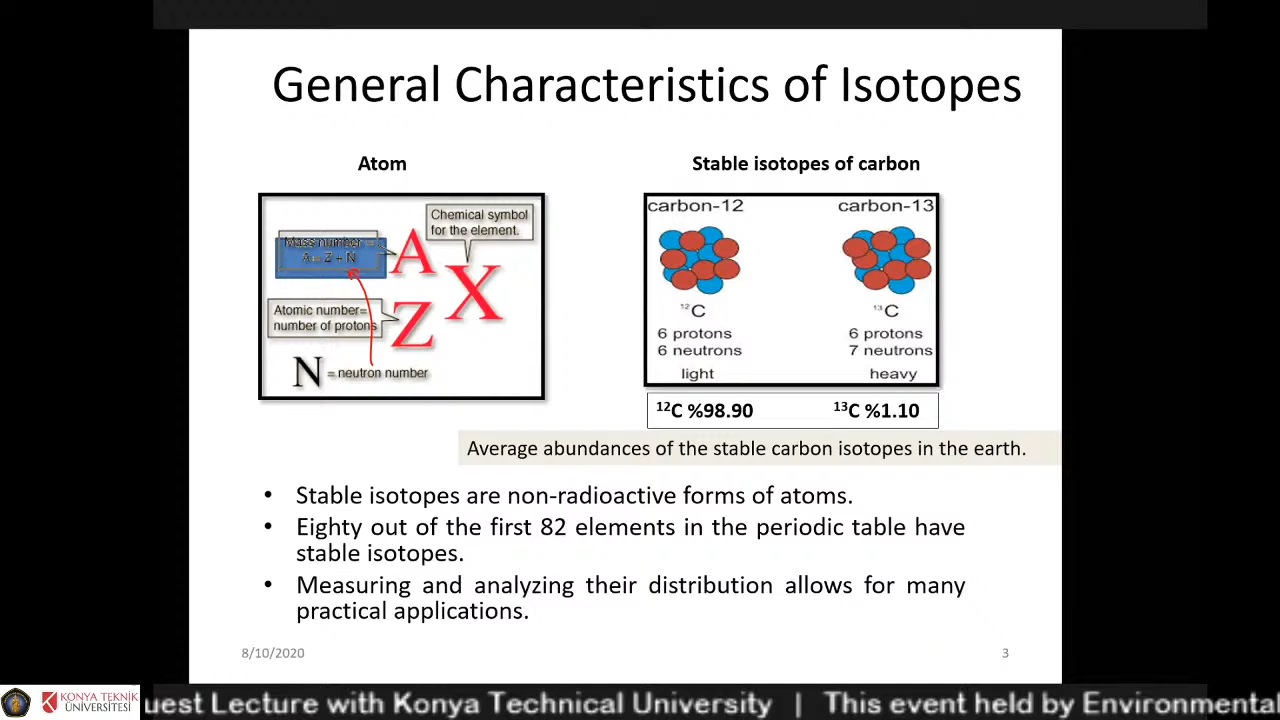 General Characteristics of Isotopes
Atom
Stable isotopes of carbon
Chemical symbol
for the element.
Mass number =
A = Z + N
A
X
Atomic number=
number of protons
Z
N = neutron number
carbon-12
carbon-13
¹²C
¹³C
6 protons
6 protons
6 neutrons
7 neutrons
light
heavy
¹²C %98.90
¹³C %1.10
Average abundances of the stable carbon isotopes in the earth.
• Stable isotopes are non-radioactive forms of atoms.
• Eighty out of the first 82 elements in the periodic table have
stable isotopes.
• Measuring and analyzing their distribution allows for many
practical applications.
8/10/2020
3
KONYA TEKNİK
ÜNİVERSİTESİ
uest Lecture with Konya Technical University | This event held by Environmental